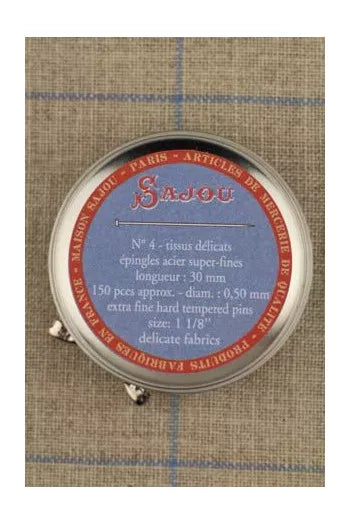 MAISON SAJOU - PARIS - ARTICLES DE MERCERIE DE QUALITE - PRODUITS FABRIQUES EN FRANCE -
SAJOU
N° 4 - tissus délicats
épingles acier super-fines
longueur : 30 mm
150 pces approx. - diam. : 0,50 mm
extra fine hard tempered pins
size: 1 1/8"
delicate fabrics